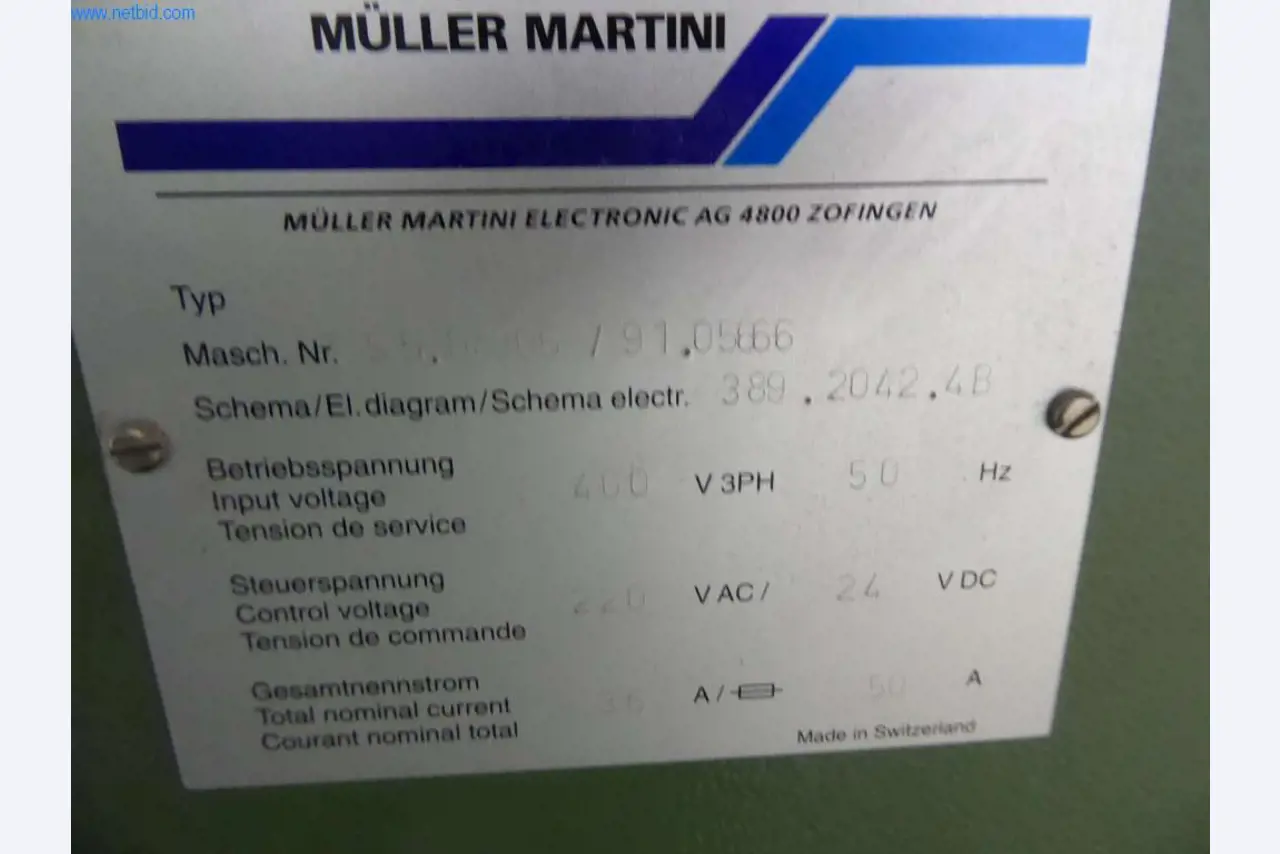 www.netbid.com
MÜLLER MARTINI
MÜLLER MARTINI ELECTRONIC AG 4800 ZOFINGEN
Typ
Masch. Nr. /
Schema/El.diagram/Schema electr. 389.2042.4B
Betriebsspannung
Input voltage 400 V 3PH 50 Hz
Tension de service
Steuerspannung
Control voltage 220 V AC/ 24 V DC
Tension de commande
Gesamtnennstrom
Total nominal current A/ 50 A
Courant nominal total
Made in Switzerland